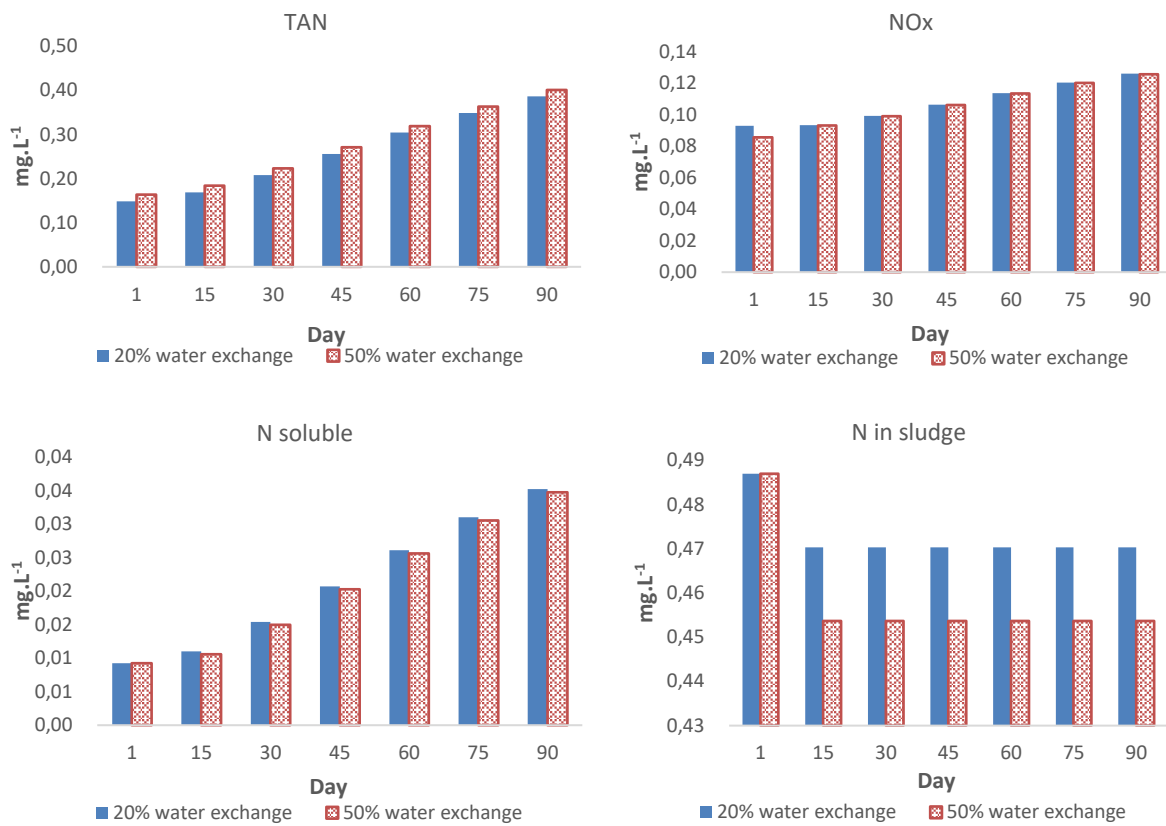 TAN
0,50
0,40
0,30
0,20
0,10
0,00
mg.L-1
1 15 30 45 60 75 90
Day
20% water exchange 50% water exchange
NOx
0,14
0,12
0,10
0,08
0,06
0,04
0,02
0,00
mg.L-1
1 15 30 45 60 75 90
Day
20% water exchange 50% water exchange
N soluble
0,04
0,04
0,03
0,03
0,02
0,02
0,01
0,01
0,00
mg.L-1
1 15 30 45 60 75 90
Day
20% water exchange 50% water exchange
N in sludge
0,49
0,48
0,47
0,46
0,45
0,44
0,43
mg.L-1
1 15 30 45 60 75 90
Day
20% water exchange 50% water exchange